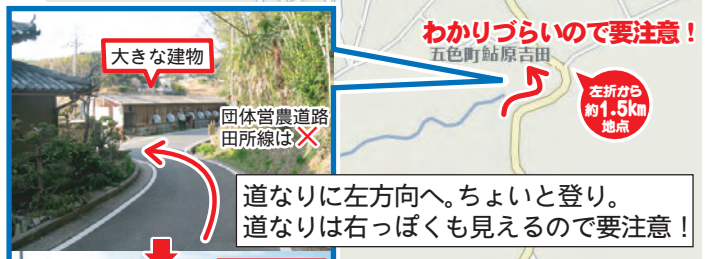 わかりづらいので要注意！
五色町鮎原吉田
大きな建物
左折から
約1.5km
地点
団体営農道路
田所線は✕
道なりに左方向へ。ちょいと登り。
道なりは右っぽくも見えるので要注意！